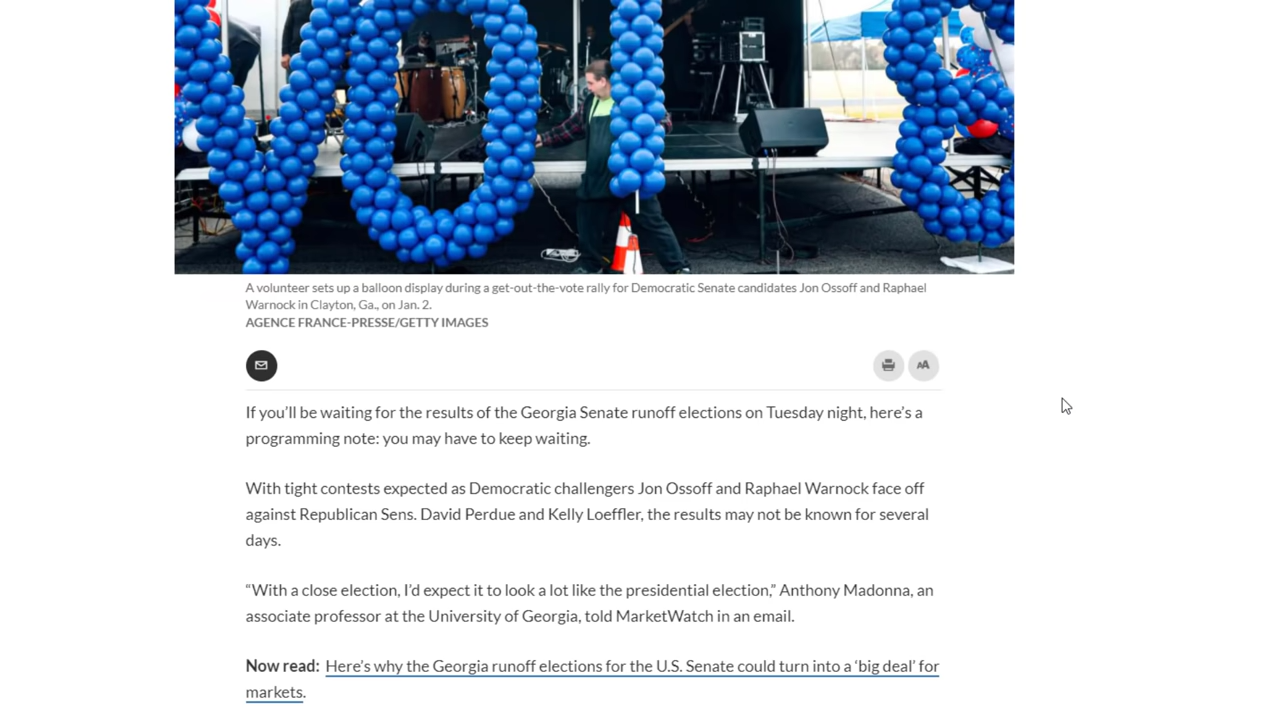 A volunteer sets up a balloon display during a get-out-the-vote rally for Democratic Senate candidates Jon Ossoff and Raphael
Warnock in Clayton, Ga., on Jan. 2.
AGENCE FRANCE-PRESSE/GETTY IMAGES
AA
If you’ll be waiting for the results of the Georgia Senate runoff elections on Tuesday night, here’s a
programming note: you may have to keep waiting.
With tight contests expected as Democratic challengers Jon Ossoff and Raphael Warnock face off
against Republican Sens. David Perdue and Kelly Loeffler, the results may not be known for several
days.
“With a close election, I’d expect it to look a lot like the presidential election,” Anthony Madonna, an
associate professor at the University of Georgia, told MarketWatch in an email.
Now read: Here’s why the Georgia runoff elections for the U.S. Senate could turn into a ‘big deal’ for
markets.